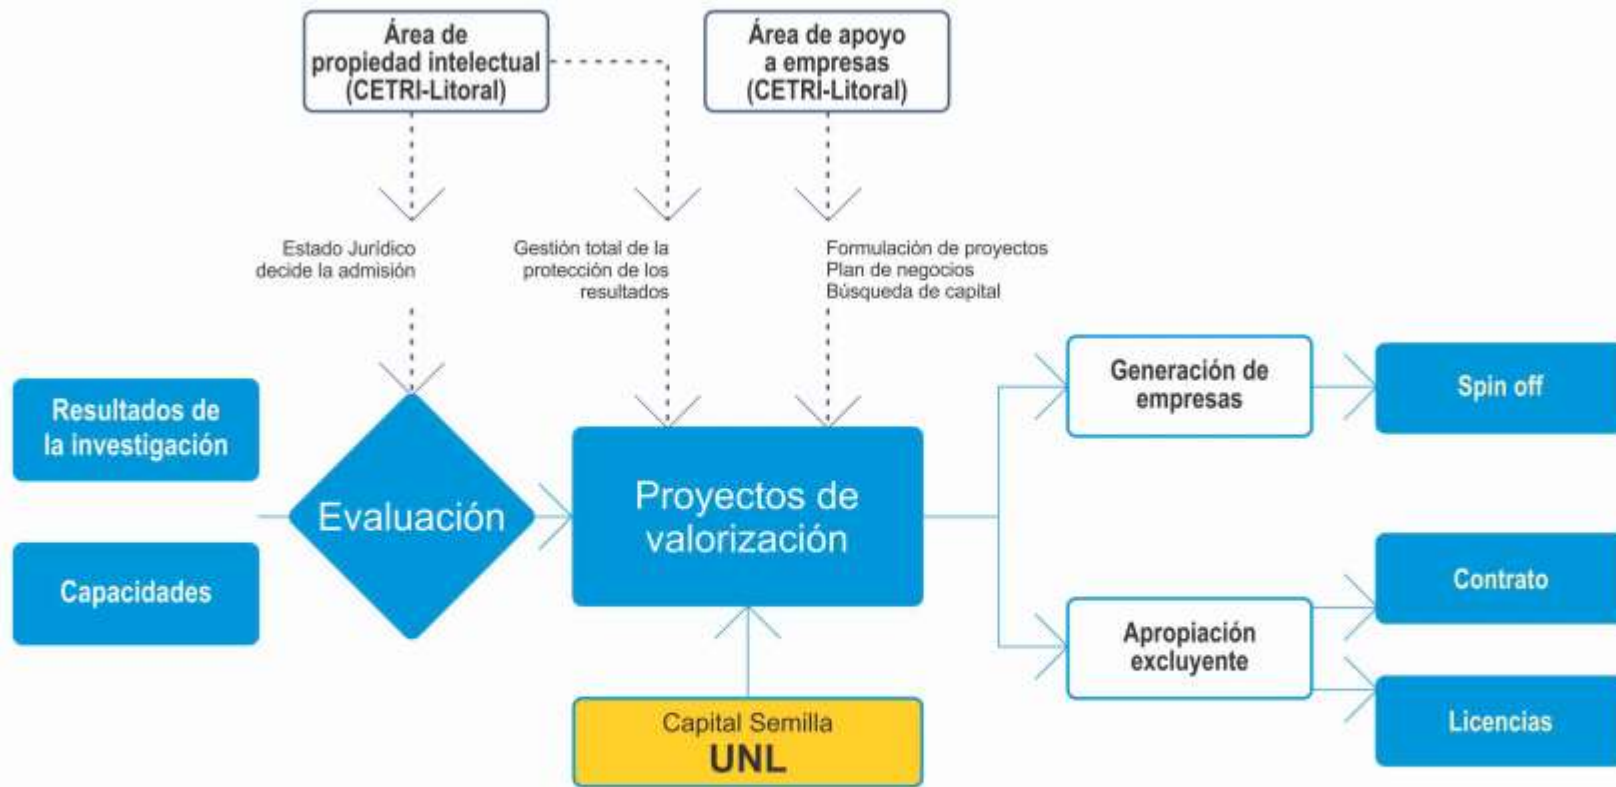 Área de
propiedad intelectual
(CETRI-Litoral)
Área de apoyo
a empresas
(CETRI-Litoral)
Estado Jurídico
decide la admisión
Gestión total de la
protección de los
resultados
Formulación de proyectos
Plan de negocios
Búsqueda de capital
Resultados de
la investigación
Capacidades
Evaluación
Proyectos de
valorización
Capital Semilla
UNL
Generación de
empresas
Spin off
Apropiación
excluyente
Contrato
Licencias